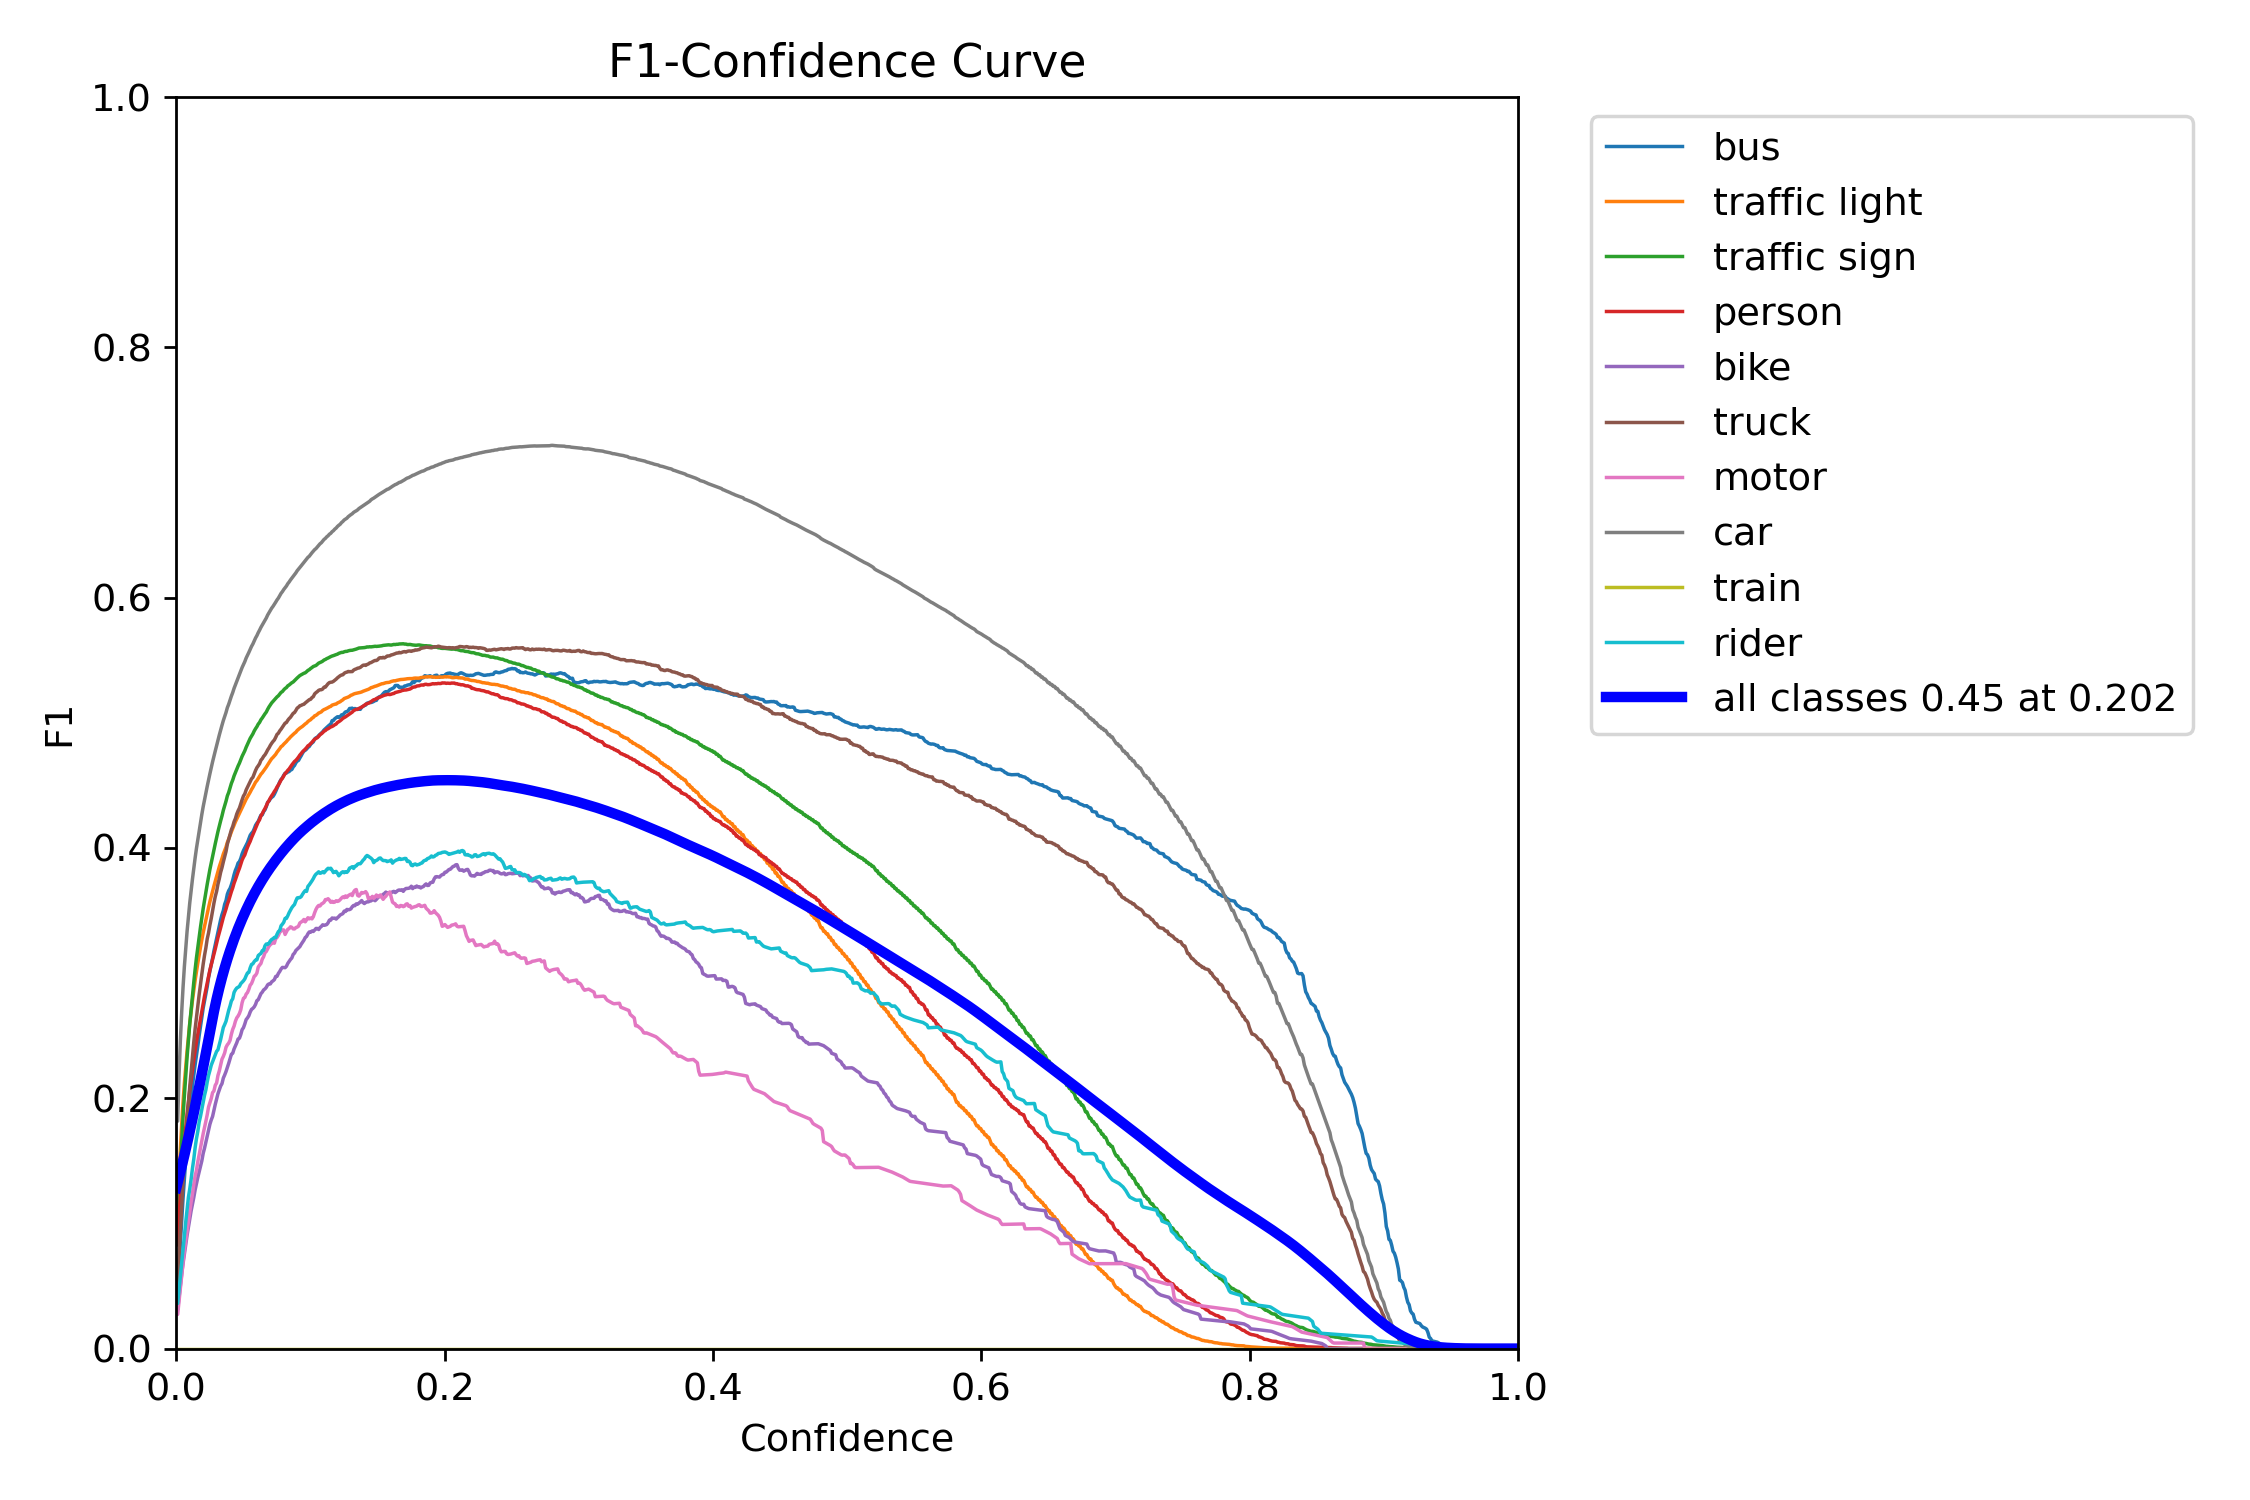 F1-Confidence Curve
1.0
0.8
0.6
0.4
0.2
0.0
F1
0.0 0.2 0.4 0.6 0.8 1.0
Confidence
bus
traffic light
traffic sign
person
bike
truck
motor
car
train
rider
all classes 0.45 at 0.202